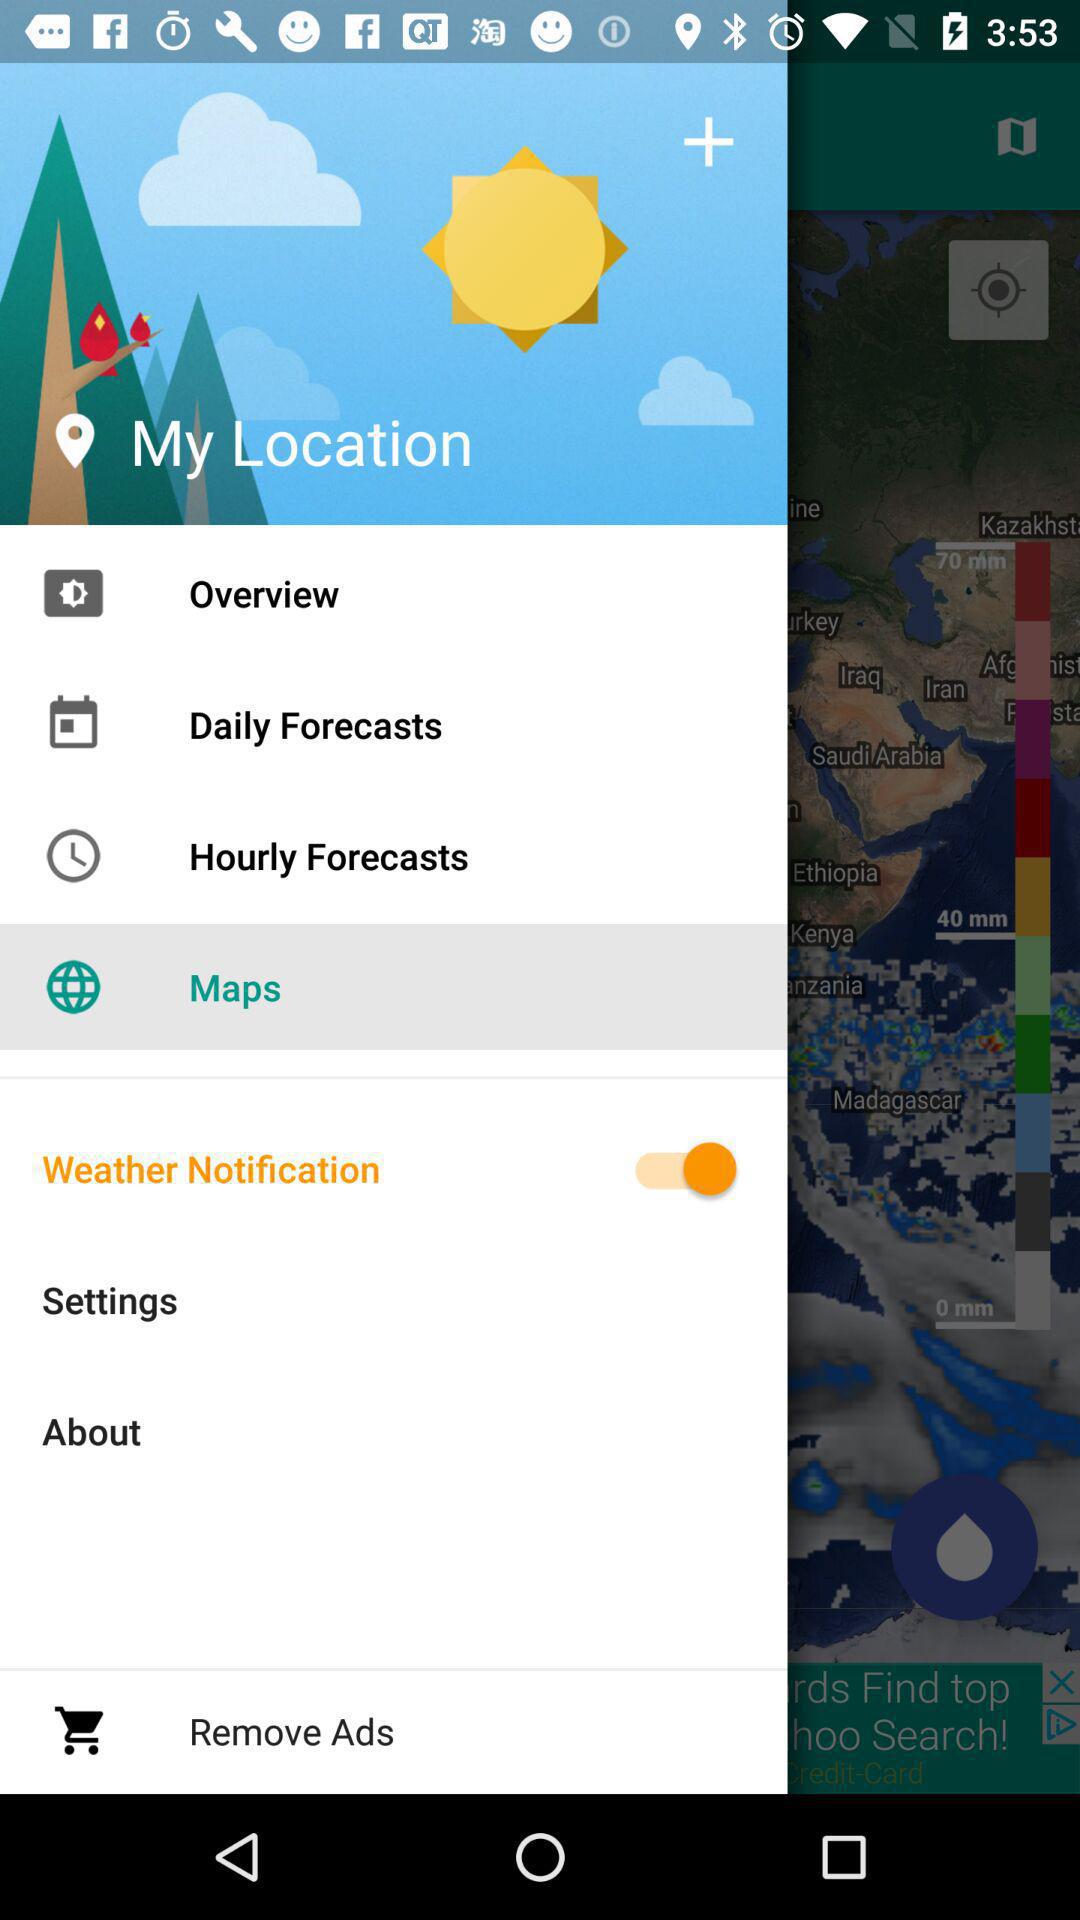 QT 淘 3:53
My Location
Overview
Daily Forecasts
Hourly Forecasts
Maps
Weather Notification
Settings
About
Remove Ads
ine
Kazakhsta
70 mm
urkey
Iraq
Iran
Saudi Arabia
n
Ethiopia
40 mm
Kenya
anzania
Madagascar
0 mm
rds Find top
hoo Search!
Credit-Card